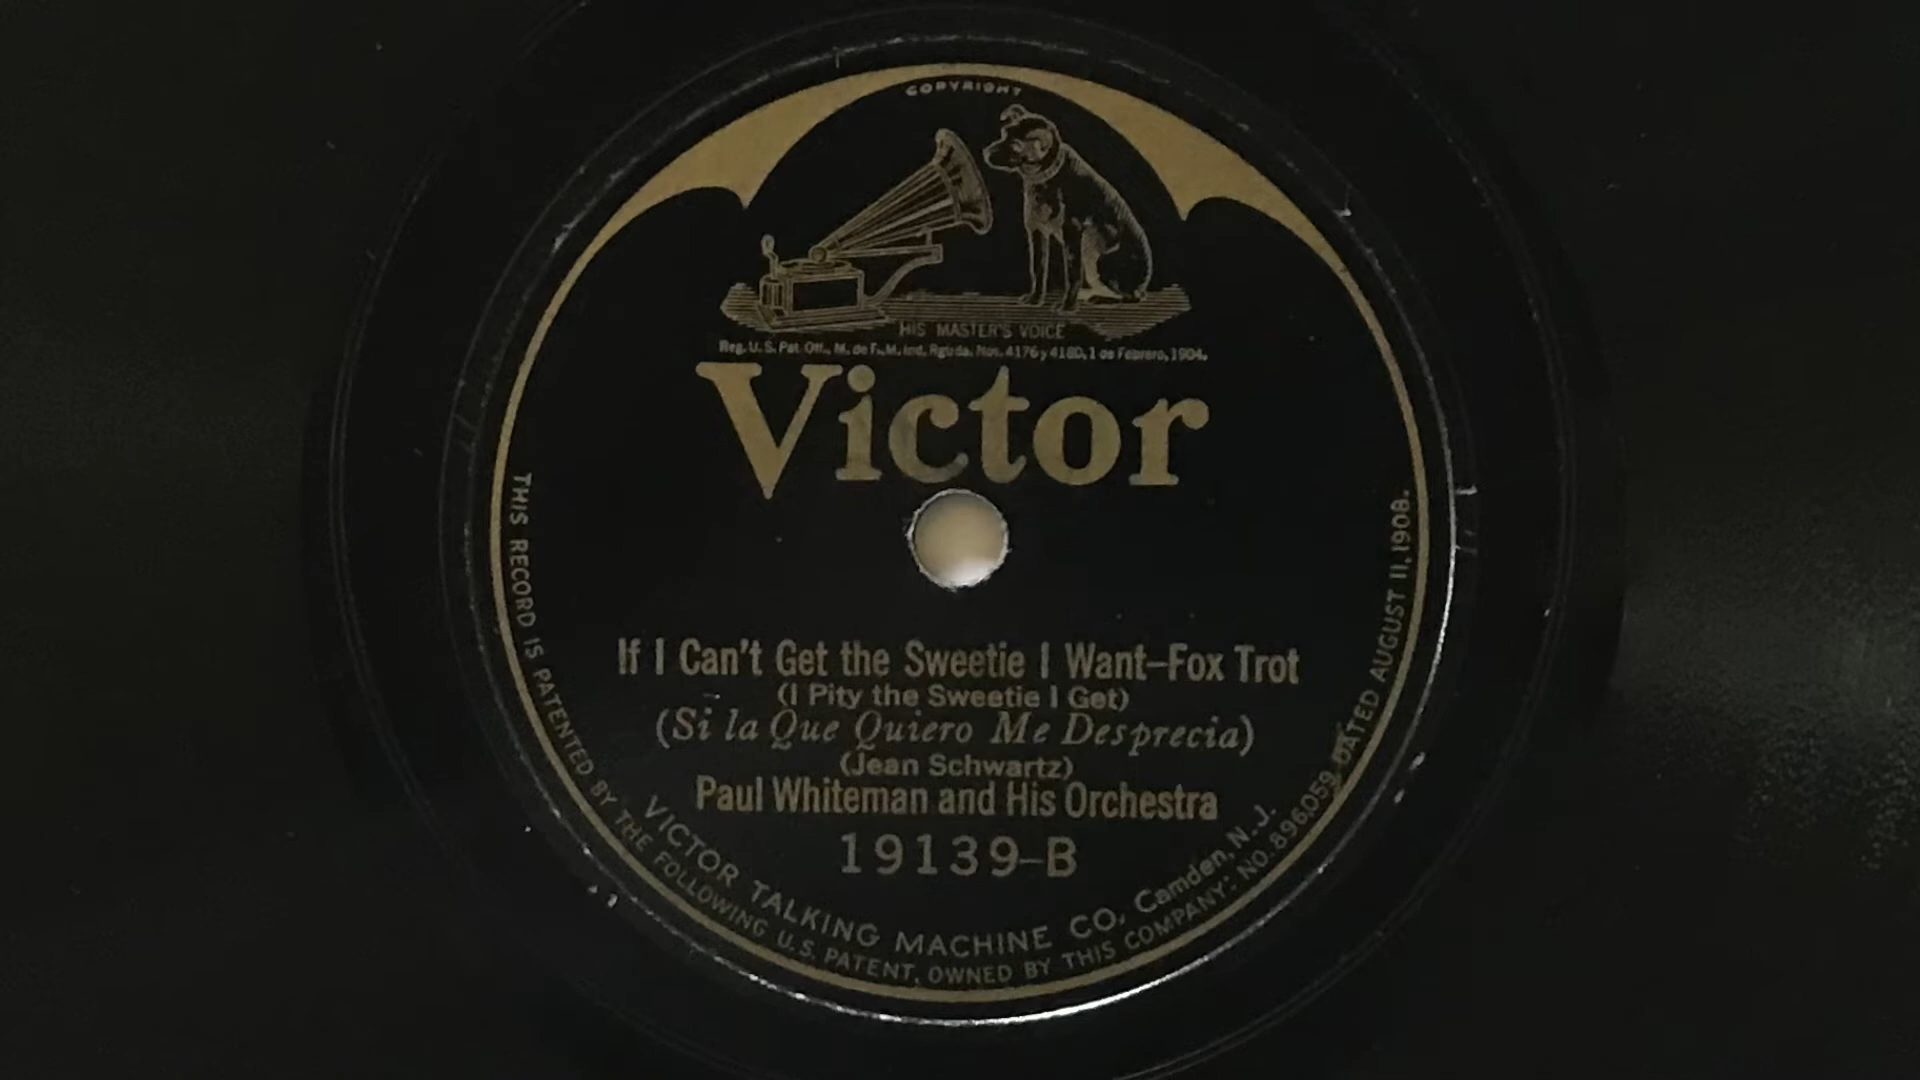 COPYRIGHT
HIS MASTER'S VOICE
Reg. U. S. Pat. Off., M. de F., M. Ind. Rgtrda. Nos. 4176 y 4180, 1 de Febrero, 1904.
Victor
If I Can't Get the Sweetie I Want–Fox Trot
(I Pity the Sweetie I Get)
(Si la Que Quiero Me Desprecia)
(Jean Schwartz)
Paul Whiteman and His Orchestra
19139–B
VICTOR TALKING MACHINE CO. Camden, N. J.
THIS RECORD IS PATENTED BY THE FOLLOWING U.S. PATENT, OWNED BY THIS COMPANY: NO. 896,059 DATED AUGUST 11, 1908.